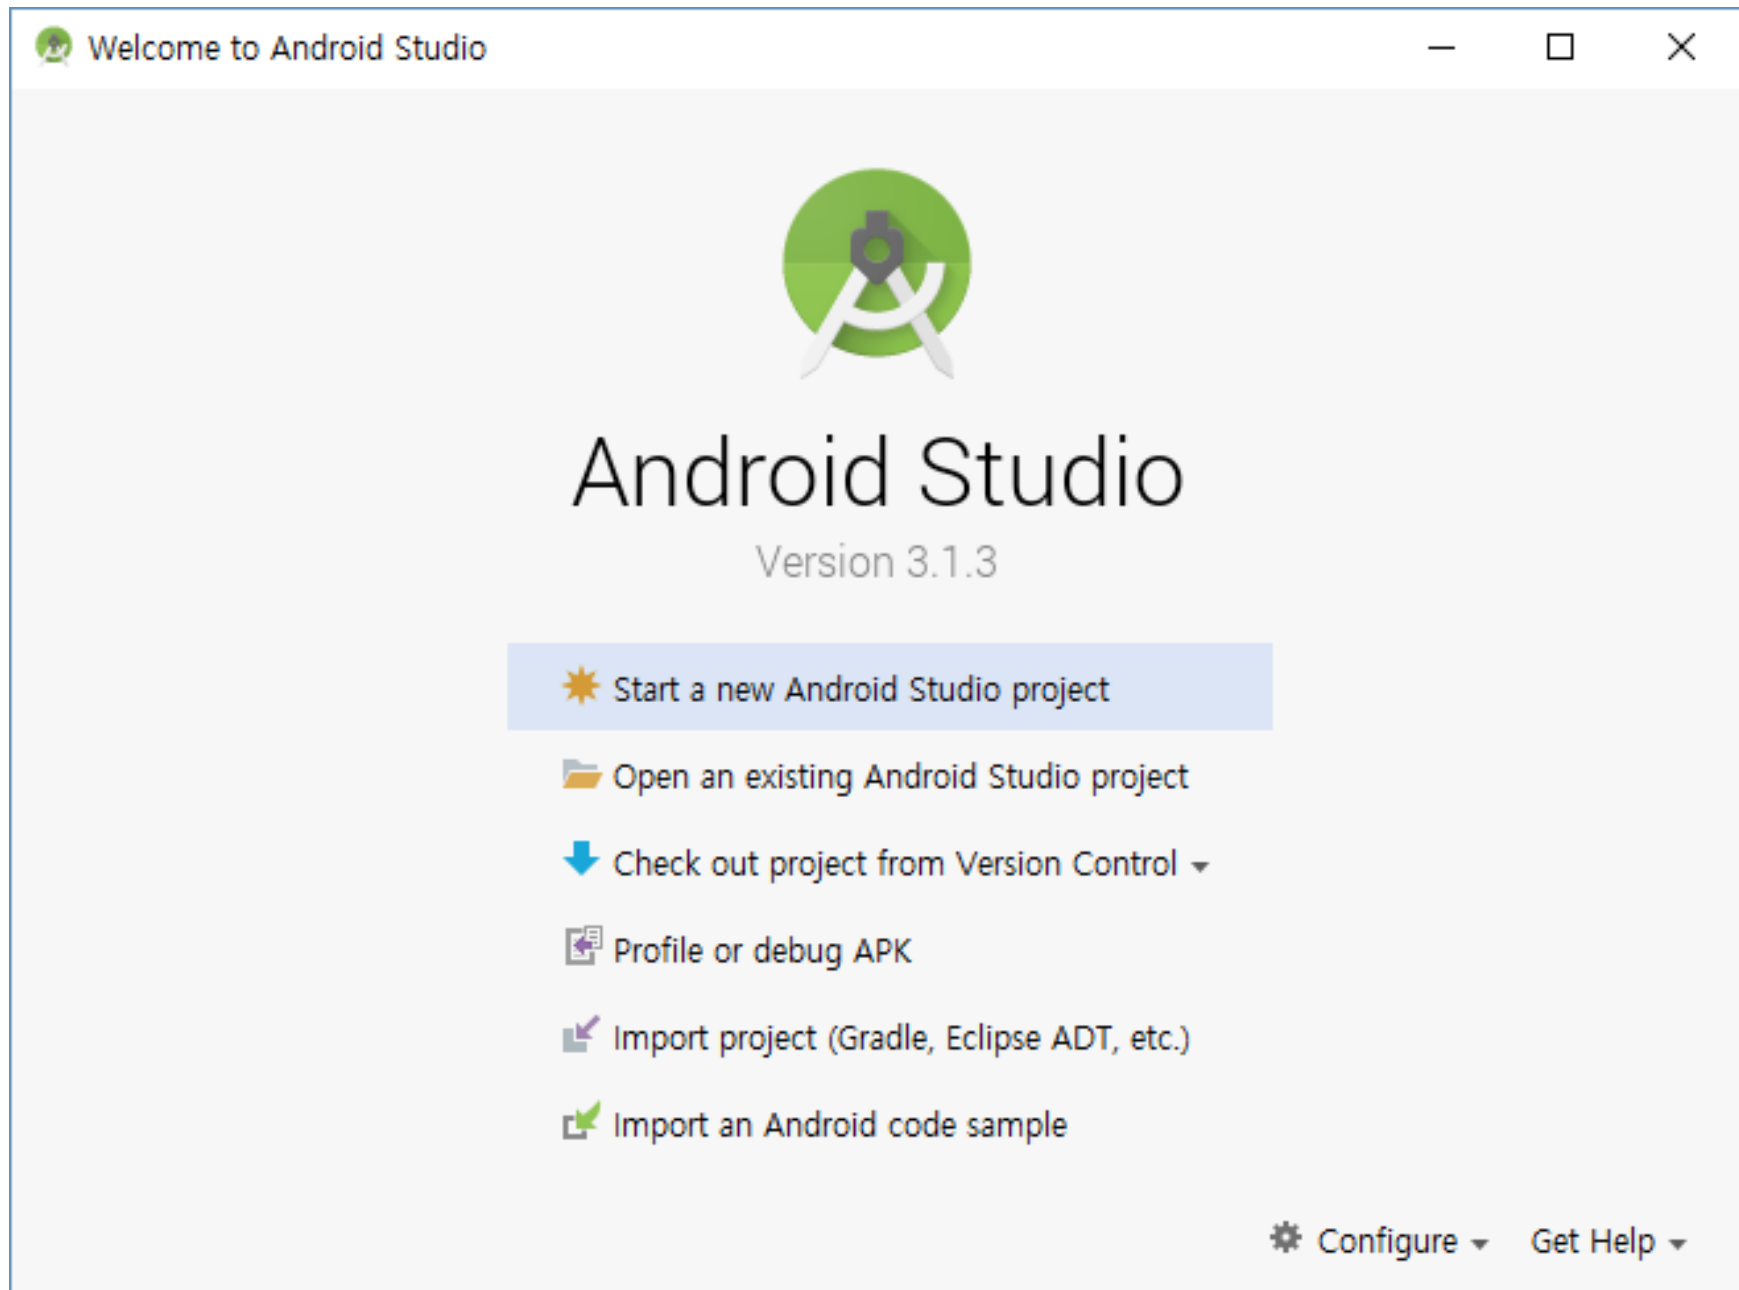 Welcome to Android Studio
Android Studio
Version 3.1.3
Start a new Android Studio project
Open an existing Android Studio project
Check out project from Version Control
Profile or debug APK
Import project (Gradle, Eclipse ADT, etc.)
Import an Android code sample
Configure Get Help